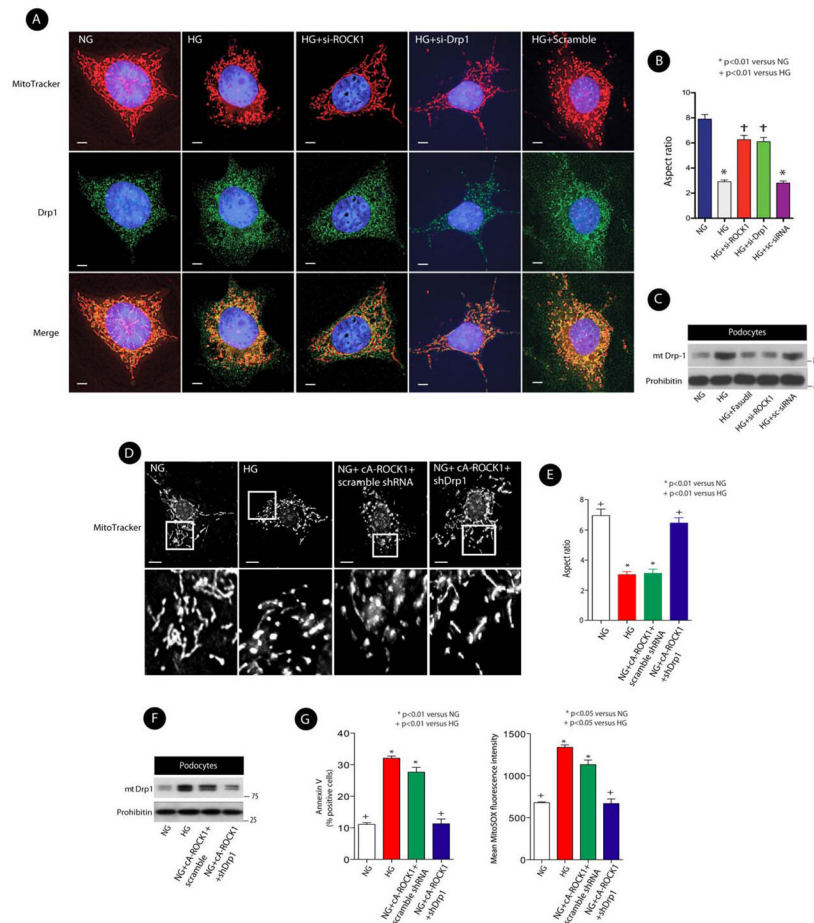 A
NG
HG
HG+si-ROCK1
HG+si-Drp1
HG+Scramble
MitoTracker
Drp1
Merge
B
* p<0.01 versus NG
+ p<0.01 versus HG
Aspect ratio
10
8
6
4
2
0
*
†
†
*
NG
HG
HG+si-ROCK1
HG+si-Drp1
HG+sc-siRNA
C
Podocytes
mt Drp-1
Prohibitin
NG
HG
HG+Fasudil
HG+si-ROCK1
HG+sc-siRNA
D
NG
HG
NG+ cA-ROCK1+
scramble shRNA
NG+ cA-ROCK1+
shDrp1
MitoTracker
E
* p<0.01 versus NG
+ p<0.01 versus HG
Aspect ratio
8
6
4
2
0
+
*
*
+
NG
HG
NG+cA-ROCK1+
scramble shRNA
NG+cA-ROCK1
+shDrp1
F
Podocytes
mt Drp1
75
Prohibitin
25
NG
HG
NG+cA-ROCK1+
scramble
NG+cA-ROCK1
+shDrp1
G
* p<0.01 versus NG
+ p<0.01 versus HG
Annexin V
(% positive cells)
40
30
20
10
0
+
*
*
+
NG
HG
NG+cA-ROCK1+
scramble shRNA
NG+cA-ROCK1
+shDrp1
* p<0.05 versus NG
+ p<0.05 versus HG
Mean MitoSOX fluorescence intensity
1500
1000
500
0
+
*
*
+
NG
HG
NG+cA-ROCK1+
scramble shRNA
NG+cA-ROCK1
+shDrp1